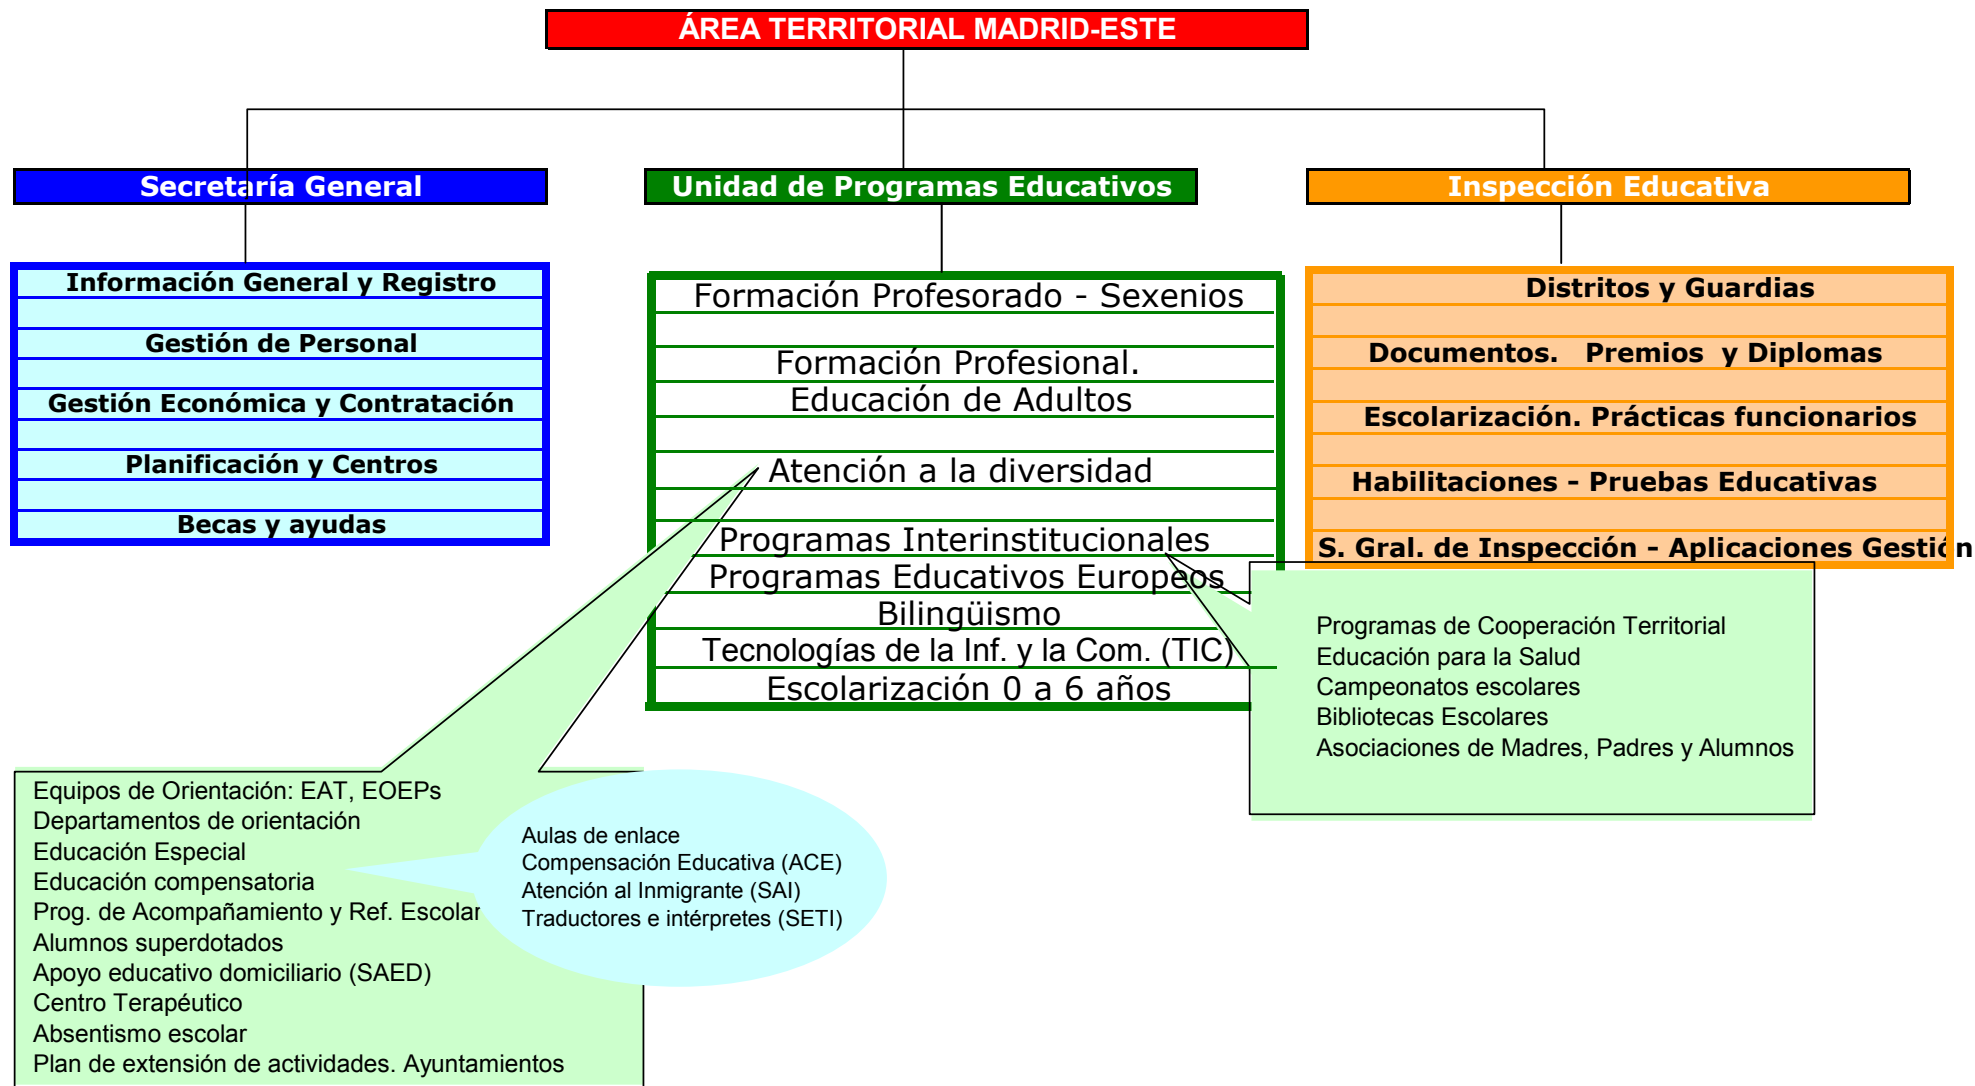 ÁREA TERRITORIAL MADRID-ESTE
Secretaría General
Unidad de Programas Educativos
Inspección Educativa
Información General y Registro
Gestión de Personal
Gestión Económica y Contratación
Planificación y Centros
Becas y ayudas
Formación Profesorado - Sexenios
Formación Profesional.
Educación de Adultos
Atención a la diversidad
Programas Interinstitucionales
Programas Educativos Europeos
Bilingüismo
Tecnologías de la Inf. y la Com. (TIC)
Escolarización 0 a 6 años
Distritos y Guardias
Documentos. Premios y Diplomas
Escolarización. Prácticas funcionarios
Habilitaciones - Pruebas Educativas
S. Gral. de Inspección - Aplicaciones Gestión
Programas de Cooperación Territorial
Educación para la Salud
Campeonatos escolares
Bibliotecas Escolares
Asociaciones de Madres, Padres y Alumnos
Equipos de Orientación: EAT, EOEPs
Departamentos de orientación
Educación Especial
Educación compensatoria
Prog. de Acompañamiento y Ref. Escolar
Alumnos superdotados
Apoyo educativo domiciliario (SAED)
Centro Terapéutico
Absentismo escolar
Plan de extensión de actividades. Ayuntamientos
Aulas de enlace
Compensación Educativa (ACE)
Atención al Inmigrante (SAI)
Traductores e intérpretes (SETI)